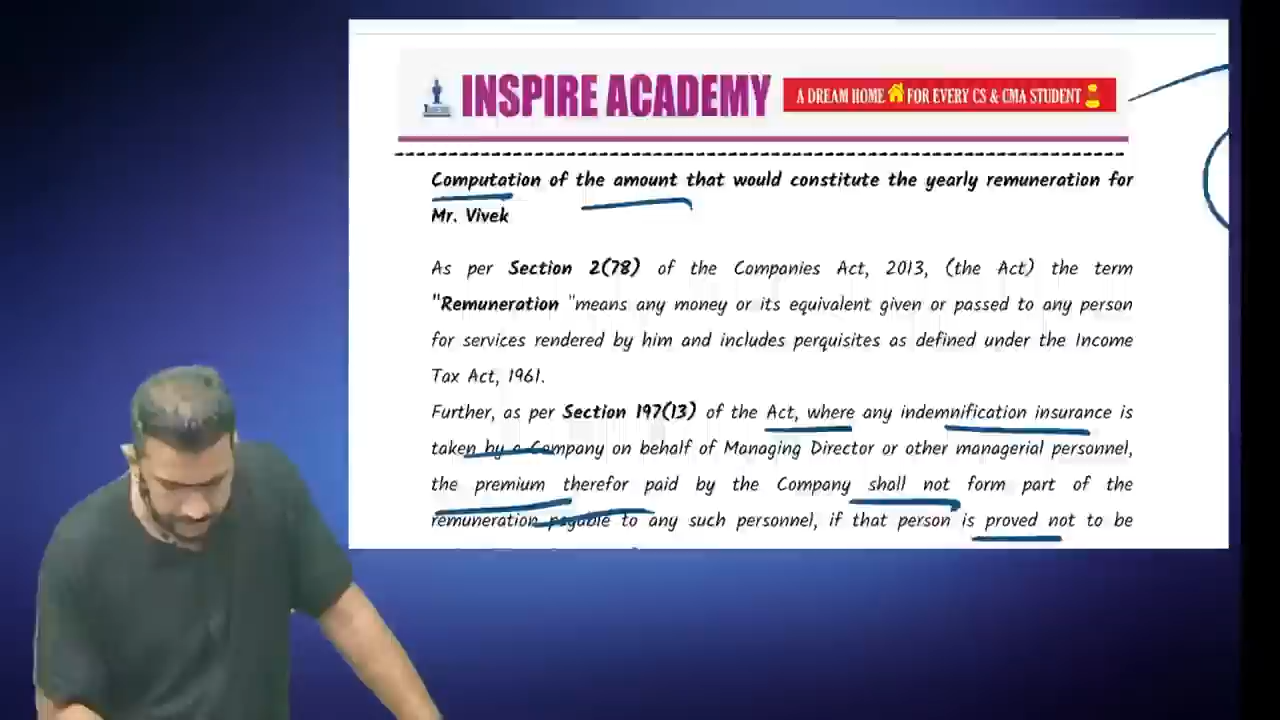 INSPIRE ACADEMY
A DREAM HOME FOR EVERY CS & CMA STUDENT
Computation of the amount that would constitute the yearly remuneration for
Mr. Vivek
As per Section 2(78) of the Companies Act, 2013, (the Act) the term
"Remuneration "means any money or its equivalent given or passed to any person
for services rendered by him and includes perquisites as defined under the Income
Tax Act, 1961.
Further, as per Section 197(13) of the Act, where any indemnification insurance is
taken by a Company on behalf of Managing Director or other managerial personnel,
the premium therefor paid by the Company shall not form part of the
remuneration payable to any such personnel, if that person is proved not to be